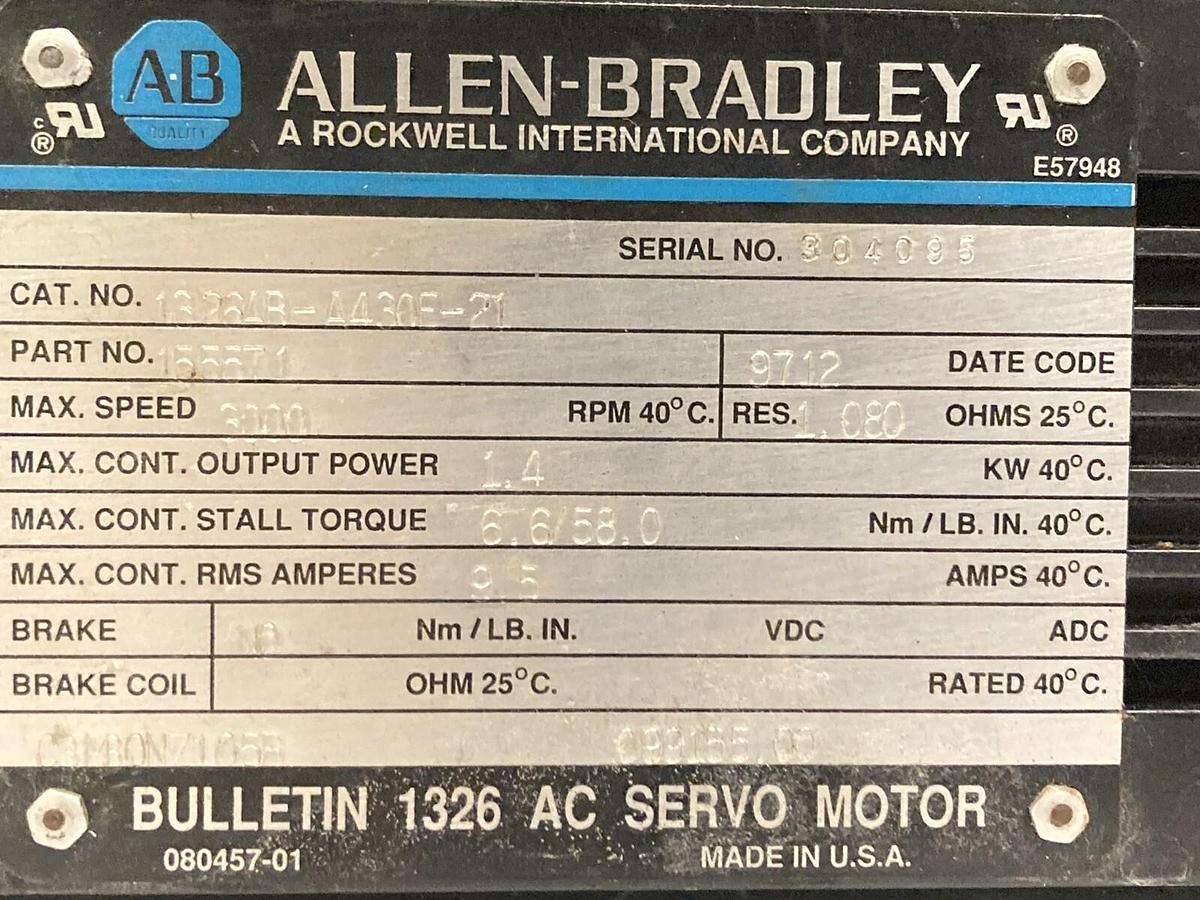 A·B
QUALITY
ALLEN-BRADLEY
A ROCKWELL INTERNATIONAL COMPANY
c
®
®
E57948
SERIAL NO. 304095
CAT. NO. 1326AB-A430E-21
PART NO. 155571
9712 DATE CODE
MAX. SPEED 3000 RPM 40°C.
RES. 1.080 OHMS 25°C.
MAX. CONT. OUTPUT POWER 1.4 KW 40°C.
MAX. CONT. STALL TORQUE 6.6/58.0 Nm / LB. IN. 40°C.
MAX. CONT. RMS AMPERES 9.5 AMPS 40°C.
BRAKE Nm / LB. IN. VDC ADC
BRAKE COIL OHM 25°C. RATED 40°C.
BULLETIN 1326 AC SERVO MOTOR
080457-01
MADE IN U.S.A.